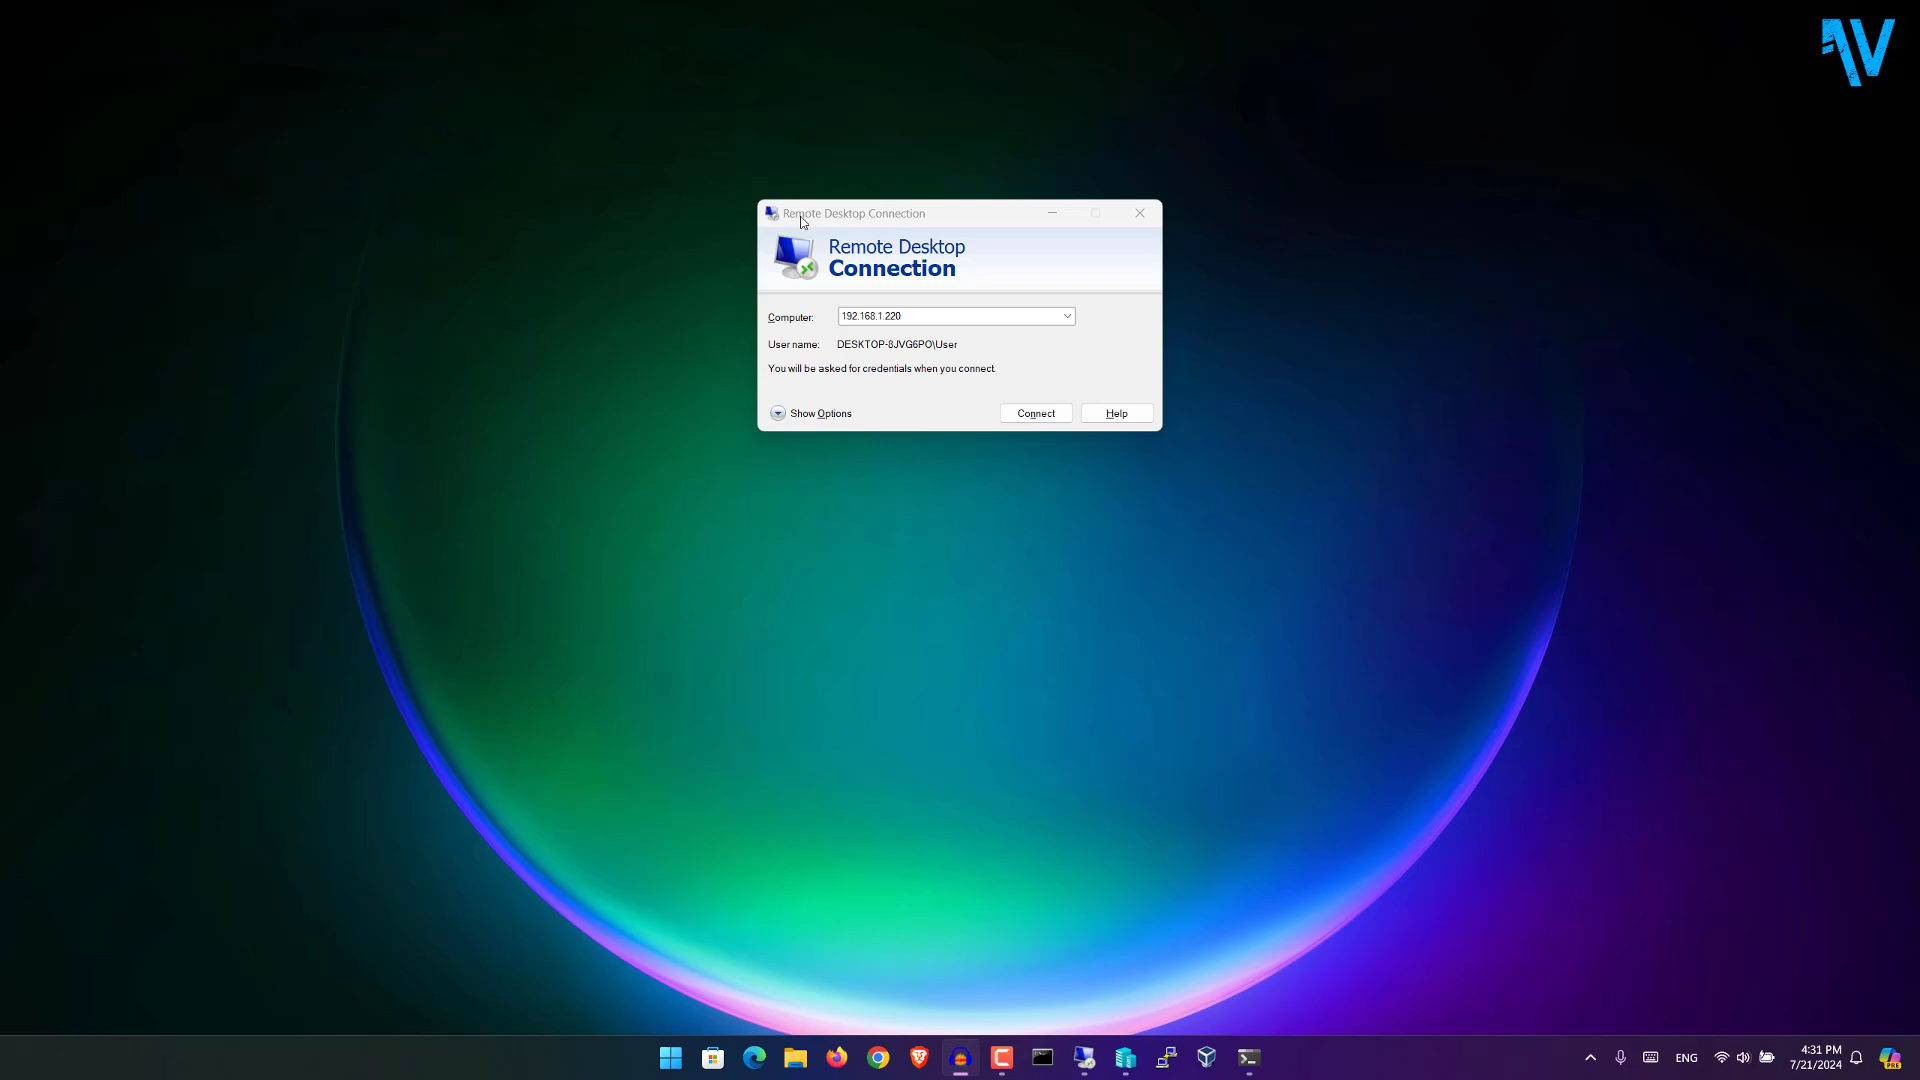 Remote Desktop Connection
Remote Desktop
Connection
Computer: 192.168.1.220
User name: DESKTOP-8JVG6PO\User
You will be asked for credentials when you connect.
Show Options Connect Help
ENG 4:31 PM
7/21/2024
PRE